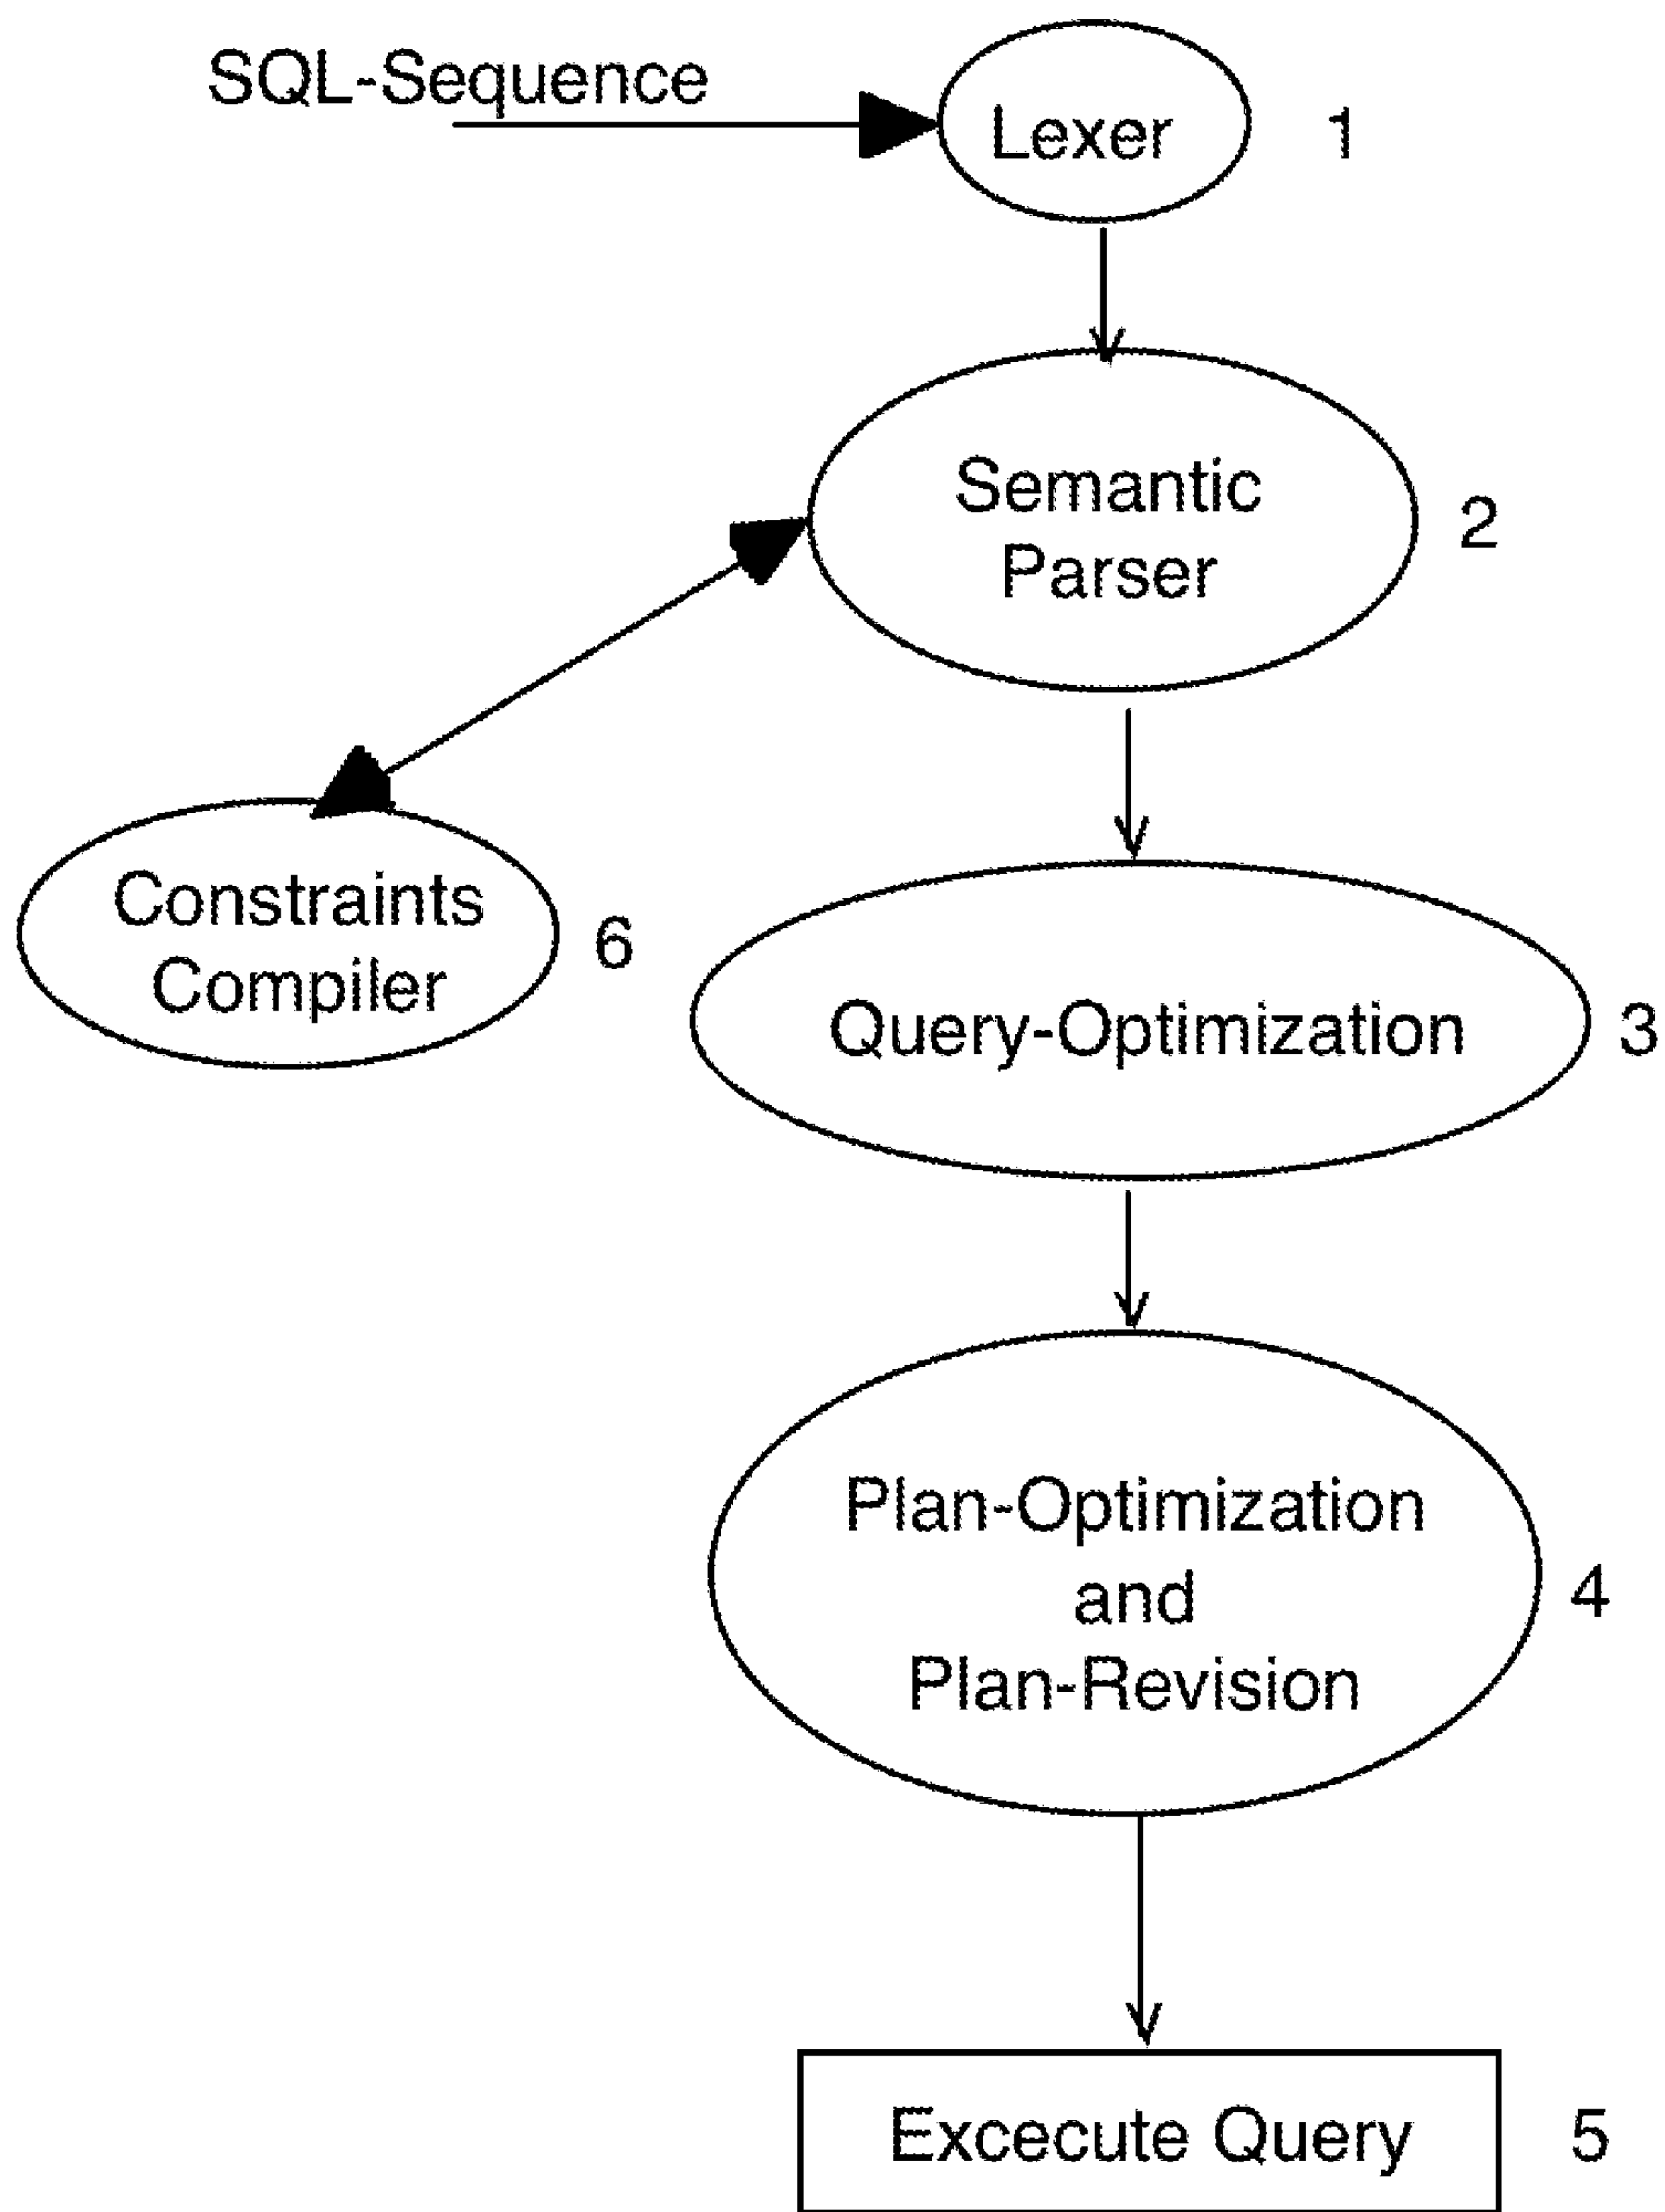 SQL-Sequence
Lexer 1
Semantic
Parser
2
Constraints
Compiler
6
Query-Optimization 3
Plan-Optimization
and
Plan-Revision
4
Excecute Query 5